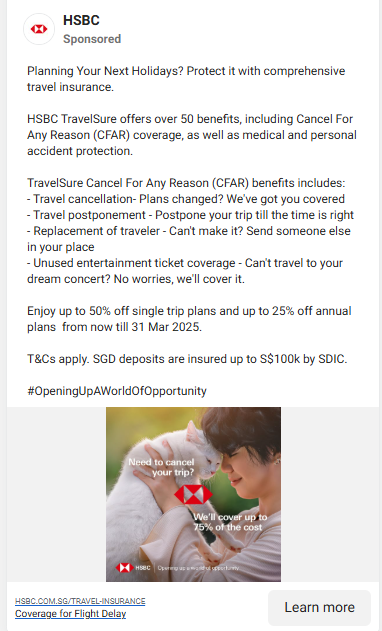 HSBC
Sponsored
Planning Your Next Holidays? Protect it with comprehensive
travel insurance.
HSBC TravelSure offers over 50 benefits, including Cancel For
Any Reason (CFAR) coverage, as well as medical and personal
accident protection.
TravelSure Cancel For Any Reason (CFAR) benefits includes:
- Travel cancellation- Plans changed? We've got you covered
- Travel postponement - Postpone your trip till the time is right
- Replacement of traveler - Can't make it? Send someone else
in your place
- Unused entertainment ticket coverage - Can't travel to your
dream concert? No worries, we'll cover it.
Enjoy up to 50% off single trip plans and up to 25% off annual
plans from now till 31 Mar 2025.
T&Cs apply. SGD deposits are insured up to S$100k by SDIC.
#OpeningUpAWorldOfOpportunity
Need to cancel
your trip?
We'll cover up to
75% of the cost
HSBC | Opening up a world of opportunity
HSBC.COM.SG/TRAVEL-INSURANCE
Coverage for Flight Delay
Learn more